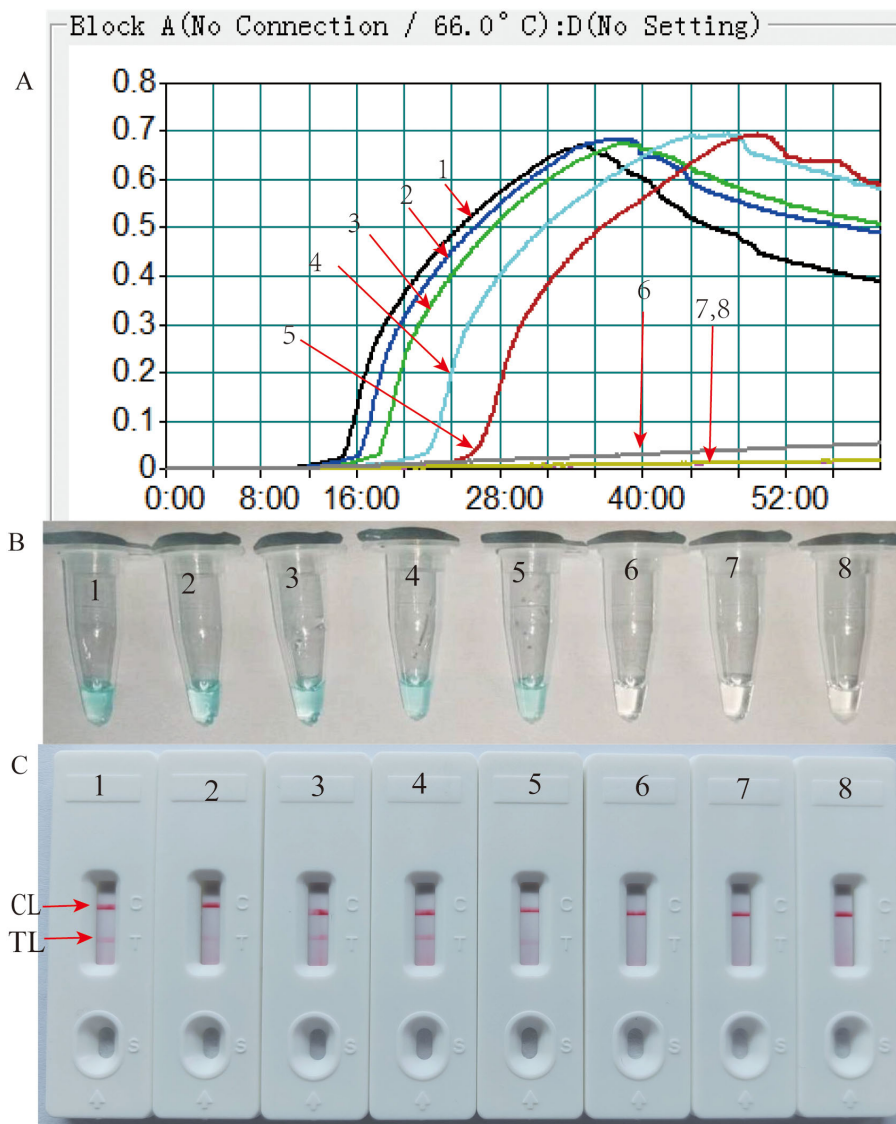 Block A(No Connection / 66.0° C):D(No Setting)
A
0.8
0.7
0.6
0.5
0.4
0.3
0.2
0.1
0
1
2
3
4
5
6
7,8
0:00 8:00 16:00 28:00 40:00 52:00
B
1 2 3 4 5 6 7 8
C
1 2 3 4 5 6 7 8
CL
C C C C C C C C
TL
T T T T T T T T
S S S S S S S S